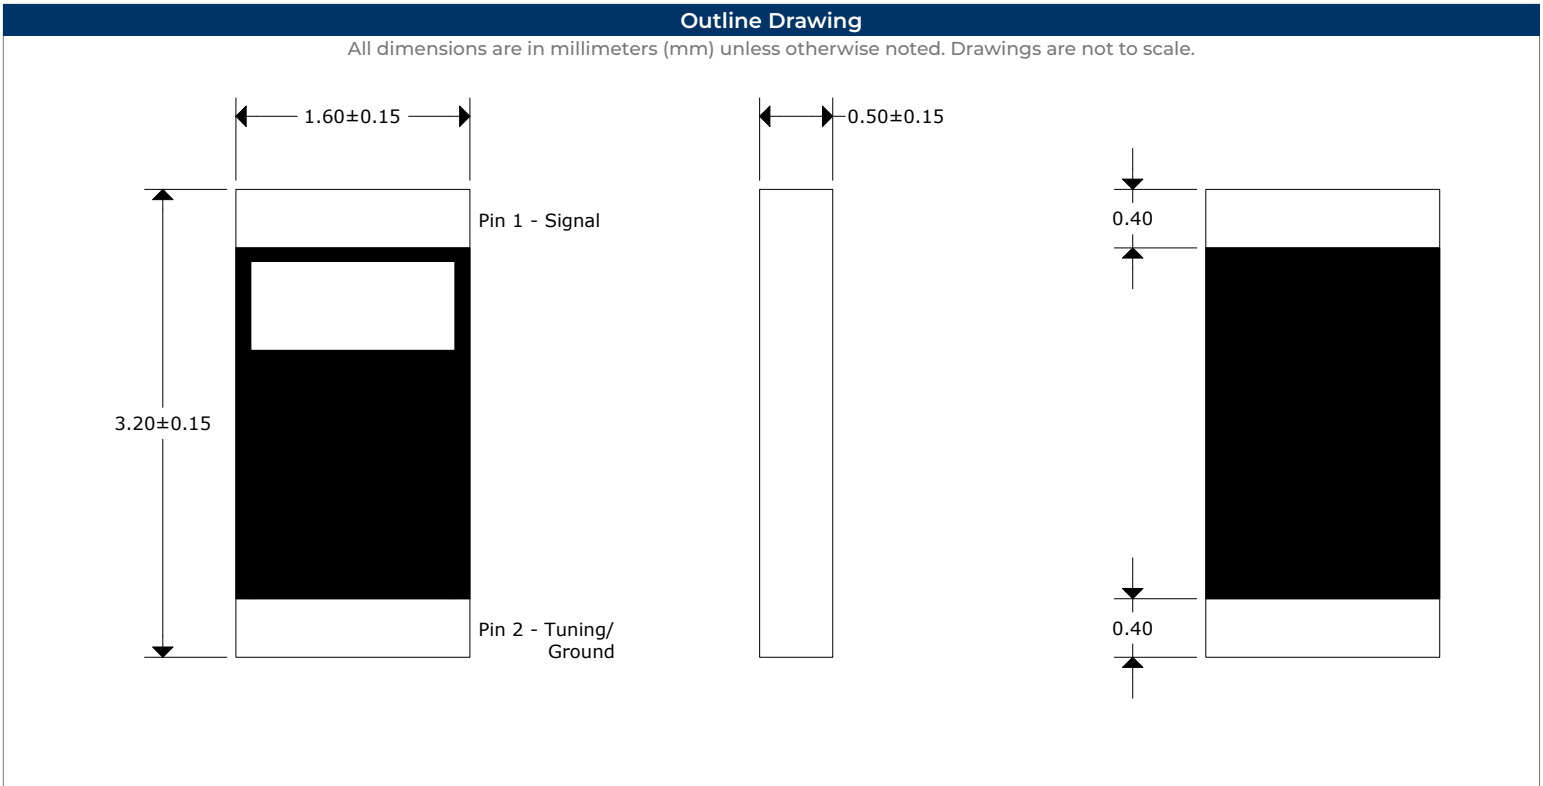 Outline Drawing
All dimensions are in millimeters (mm) unless otherwise noted. Drawings are not to scale.
1.60±0.15
0.50±0.15
Pin 1 - Signal
0.40
3.20±0.15
Pin 2 - Tuning/
Ground
0.40